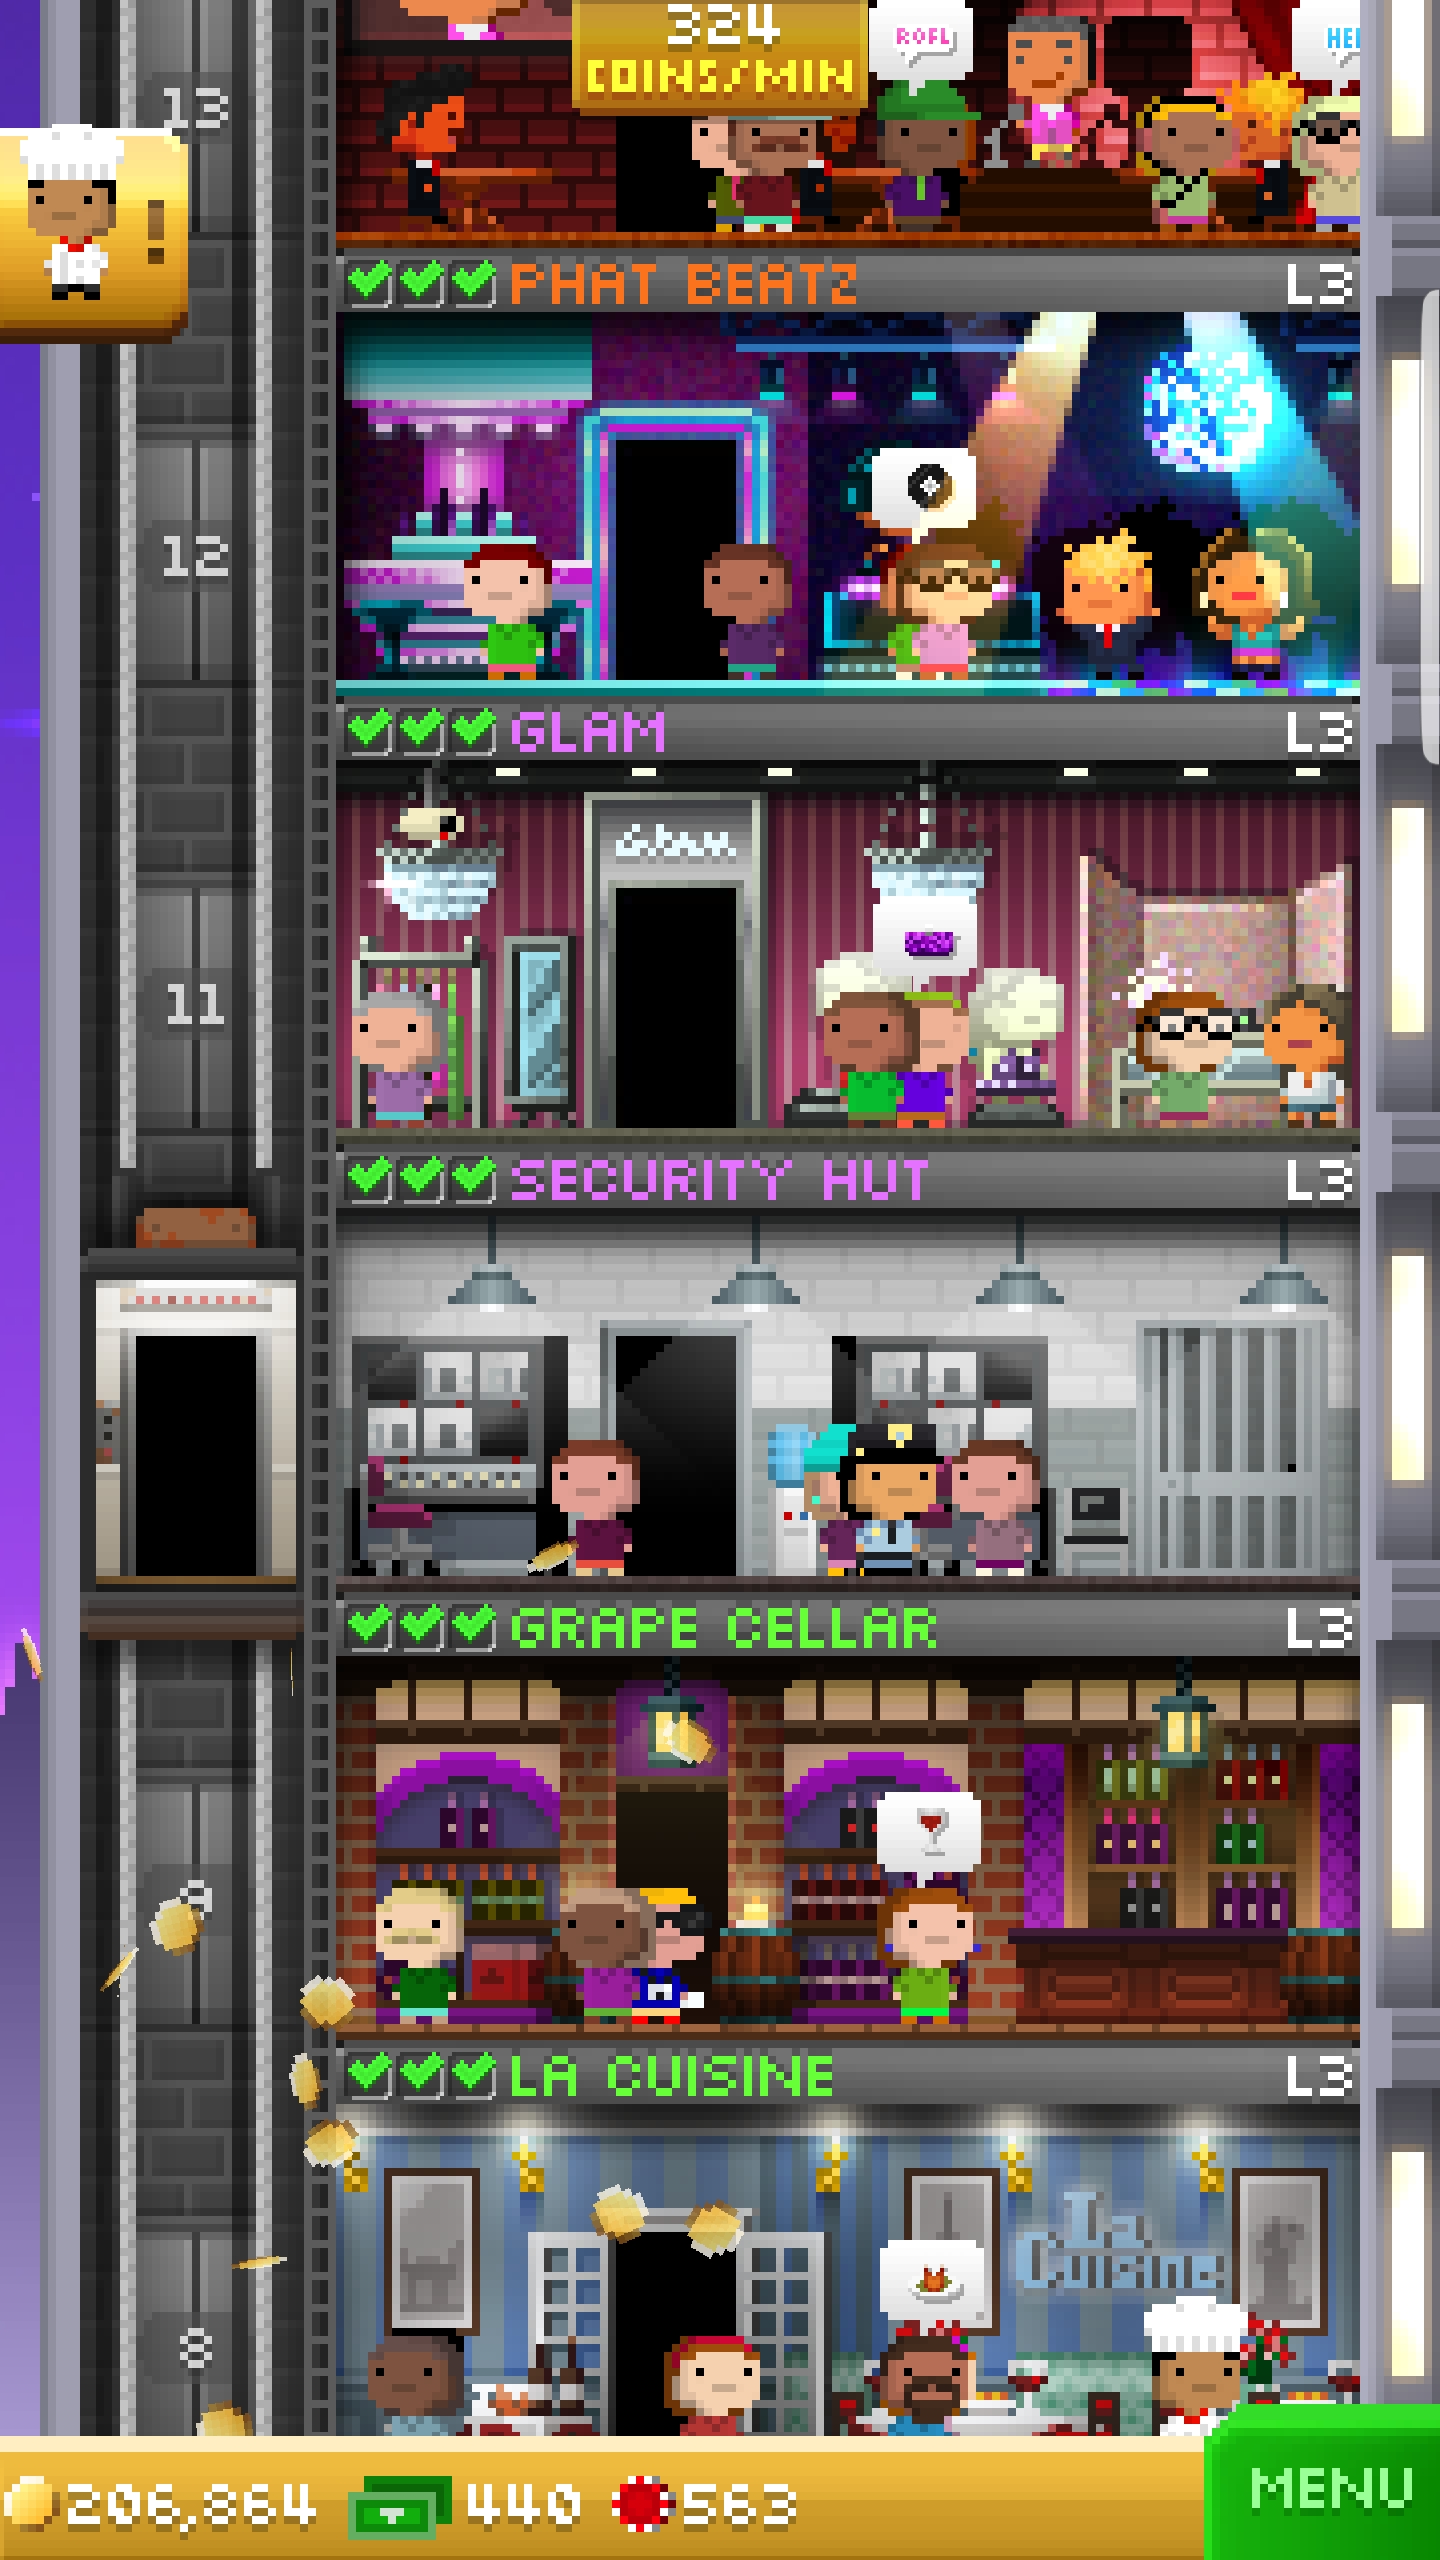 324
COINS/MIN
ROFL
13
!
PHAT BEATZ L3
12
GLAM L3
Glam
11
SECURITY HUT L3
GRAPE CELLAR L3
9
LA CUISINE L3
La
Cuisine
8
206,864 440 563
MENU